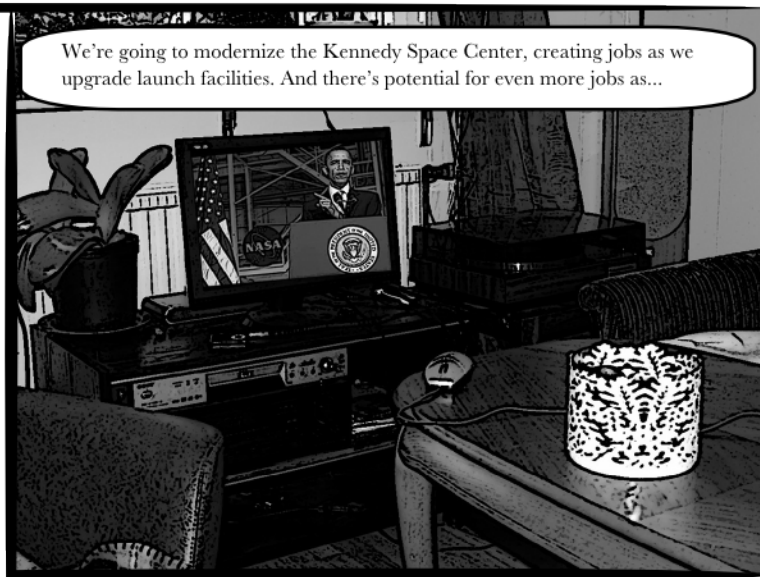 We’re going to modernize the Kennedy Space Center, creating jobs as we
upgrade launch facilities. And there’s potential for even more jobs as...
NASA